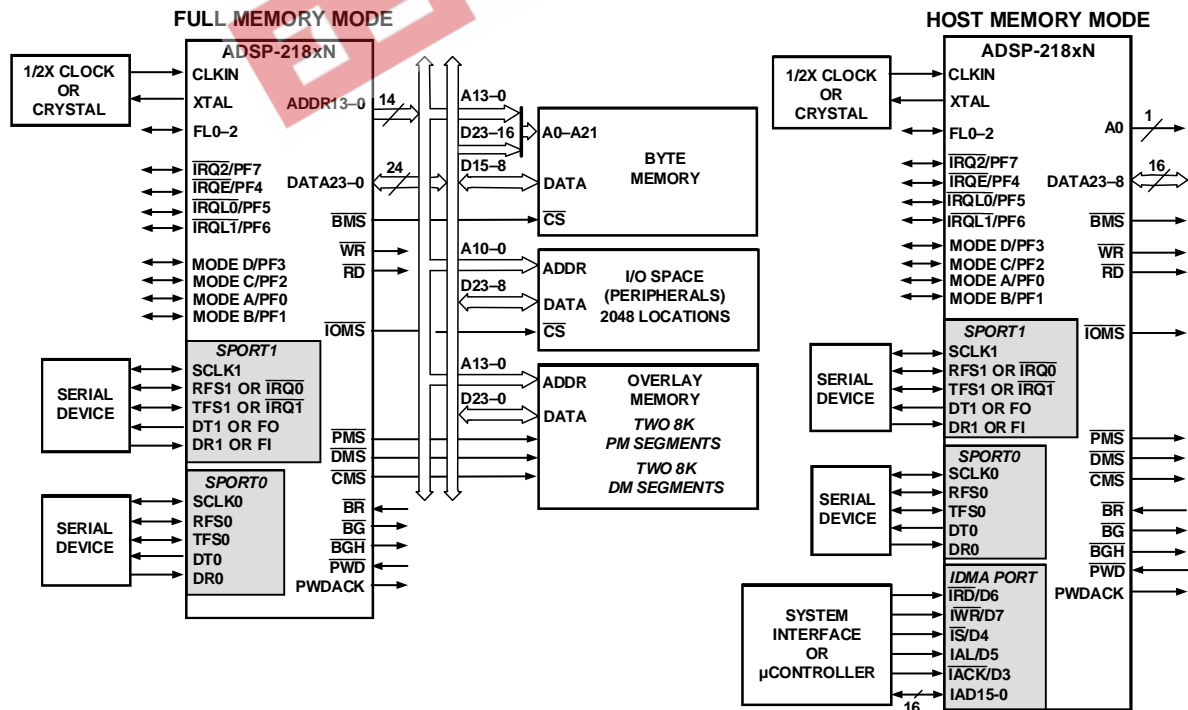 FULL MEMORY MODE
ADSP-218xN
1/2X CLOCK
OR
CRYSTAL
CLKIN
XTAL
FL0–2
IRQ2/PF7
IRQE/PF4
IRQL0/PF5
IRQL1/PF6
MODE D/PF3
MODE C/PF2
MODE A/PF0
MODE B/PF1
SERIAL
DEVICE
SPORT1
SCLK1
RFS1 OR IRQ0
TFS1 OR IRQ1
DT1 OR FO
DR1 OR FI
SERIAL
DEVICE
SPORT0
SCLK0
RFS0
TFS0
DT0
DR0
ADDR13–0
14
DATA23–0
24
BMS
WR
RD
IOMS
PMS
DMS
CMS
BR
BG
BGH
PWD
PWDACK
A13–0
D23–16
D15–8
A0–A21
DATA
CS
BYTE
MEMORY
A10–0
D23–8
ADDR
DATA
CS
I/O SPACE
(PERIPHERALS)
2048 LOCATIONS
A13–0
D23–0
ADDR
DATA
OVERLAY
MEMORY
TWO 8K
PM SEGMENTS
TWO 8K
DM SEGMENTS
HOST MEMORY MODE
ADSP-218xN
1/2X CLOCK
OR
CRYSTAL
CLKIN
XTAL
FL0–2
IRQ2/PF7
IRQE/PF4
IRQL0/PF5
IRQL1/PF6
MODE D/PF3
MODE C/PF2
MODE A/PF0
MODE B/PF1
SERIAL
DEVICE
SPORT1
SCLK1
RFS1 OR IRQ0
TFS1 OR IRQ1
DT1 OR FO
DR1 OR FI
SERIAL
DEVICE
SPORT0
SCLK0
RFS0
TFS0
DT0
DR0
SYSTEM
INTERFACE
OR
µCONTROLLER
IDMA PORT
IRD/D6
IWR/D7
IS/D4
IAL/D5
IACK/D3
IAD15-0
16
A0
1
DATA23–8
16
BMS
WR
RD
IOMS
PMS
DMS
CMS
BR
BG
BGH
PWD
PWDACK